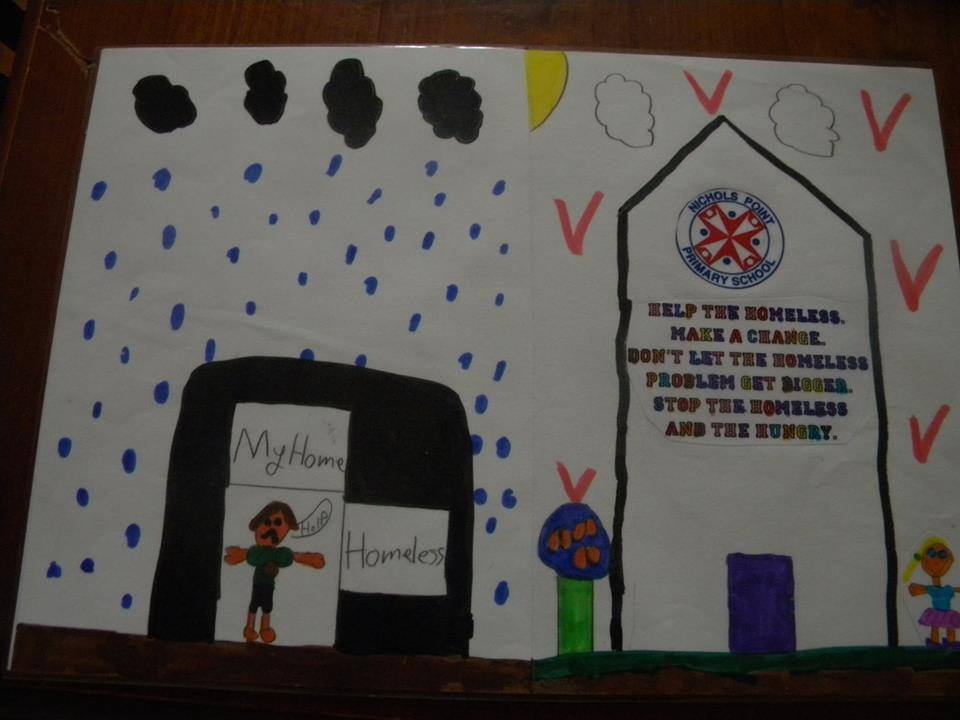 My Home
Help
Homeless
NICHOLS POINT
PRIMARY SCHOOL
HELP THE HOMELESS.
MAKE A CHANGE.
DON'T LET THE HOMELESS
PROBLEM GET BIGGER.
STOP THE HOMELESS
AND THE HUNGRY.